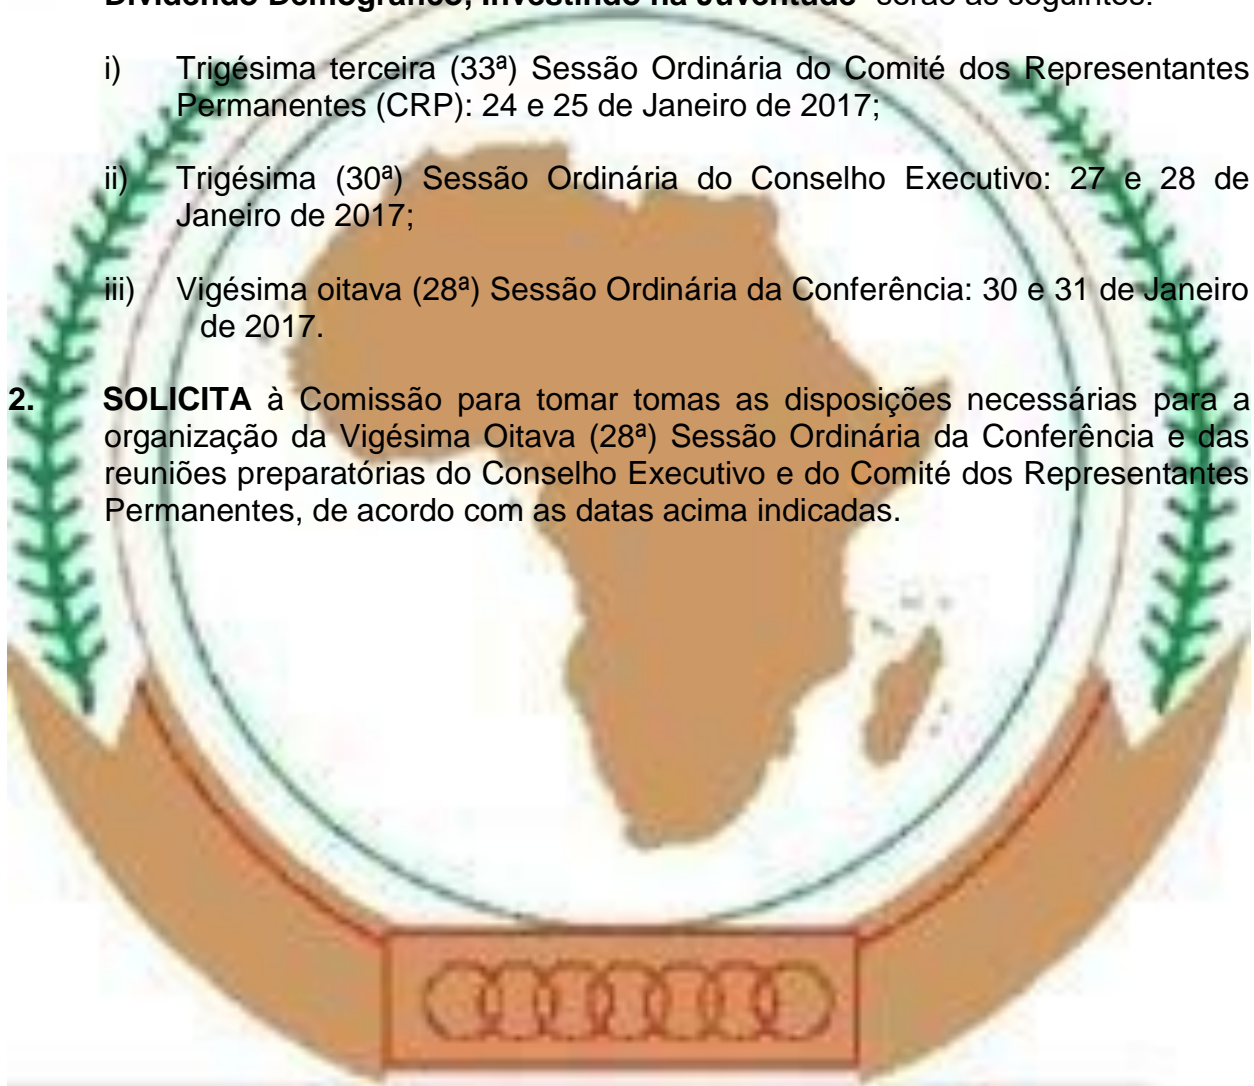 Dividendo Demográfico, Investindo na Juventude" serão as seguintes:
i) Trigésima terceira (33ª) Sessão Ordinária do Comité dos Representantes
Permanentes (CRP): 24 e 25 de Janeiro de 2017;
ii) Trigésima (30ª) Sessão Ordinária do Conselho Executivo: 27 e 28 de
Janeiro de 2017;
iii) Vigésima oitava (28ª) Sessão Ordinária da Conferência: 30 e 31 de Janeiro
de 2017.
2. SOLICITA à Comissão para tomar tomas as disposições necessárias para a
organização da Vigésima Oitava (28ª) Sessão Ordinária da Conferência e das
reuniões preparatórias do Conselho Executivo e do Comité dos Representantes
Permanentes, de acordo com as datas acima indicadas.